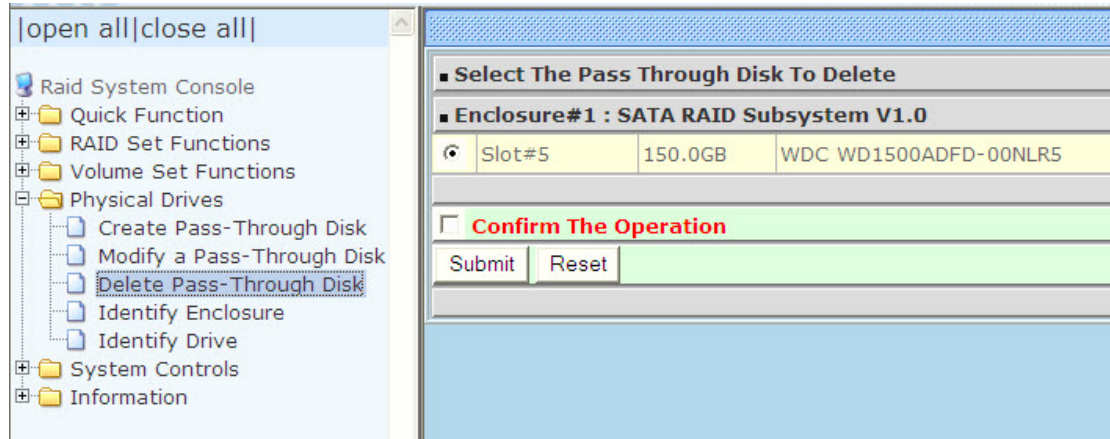 |open all|close all|
Raid System Console
Quick Function
RAID Set Functions
Volume Set Functions
Physical Drives
Create Pass-Through Disk
Modify a Pass-Through Disk
Delete Pass-Through Disk
Identify Enclosure
Identify Drive
System Controls
Information
Select The Pass Through Disk To Delete
Enclosure#1 : SATA RAID Subsystem V1.0
Slot#5 150.0GB WDC WD1500ADFD-00NLR5
Confirm The Operation
Submit Reset